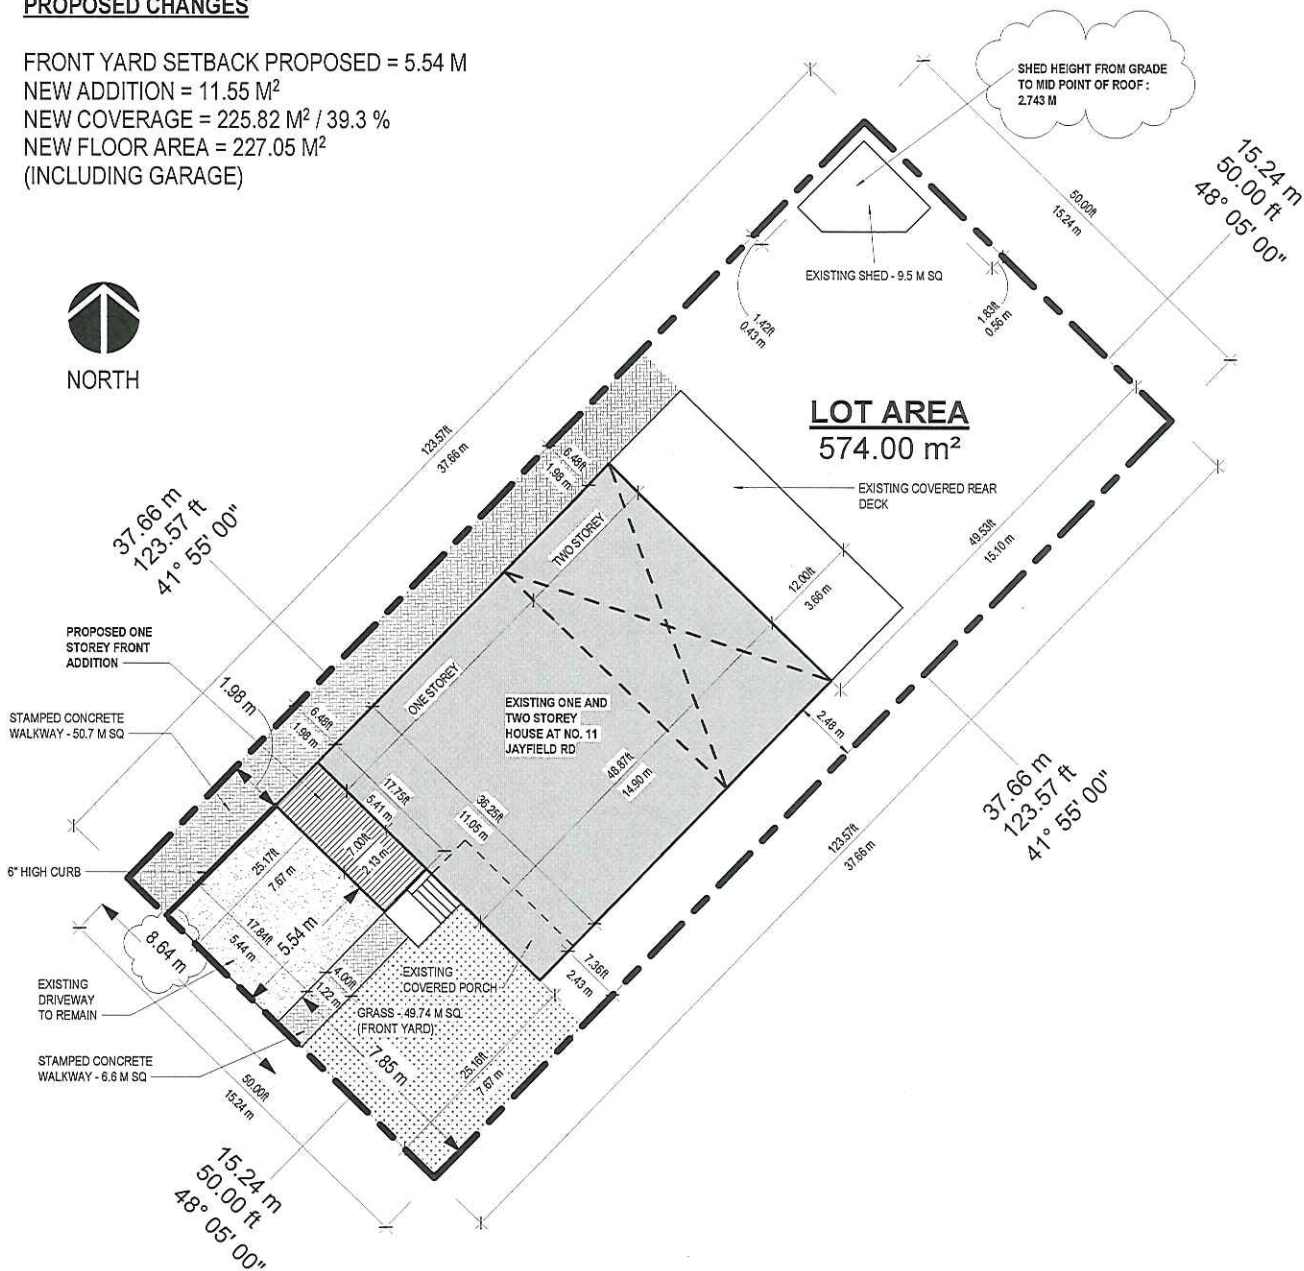 PROPOSED CHANGES
FRONT YARD SETBACK PROPOSED = 5.54 M
NEW ADDITION = 11.55 M²
NEW COVERAGE = 225.82 M² / 39.3 %
NEW FLOOR AREA = 227.05 M²
(INCLUDING GARAGE)
NORTH
SHED HEIGHT FROM GRADE
TO MID POINT OF ROOF :
2.743 M
15.24 m
50.00 ft
48° 05' 00"
50.00ft
15.24 m
EXISTING SHED - 9.5 M SQ
1.42ft
0.43 m
1.83ft
0.56 m
LOT AREA
574.00 m²
EXISTING COVERED REAR
DECK
123.57ft
37.66 m
6.48ft
1.98 m
37.66 m
123.57 ft
41° 55' 00"
TWO STOREY
49.53ft
15.10 m
12.00ft
3.66 m
PROPOSED ONE
STOREY FRONT
ADDITION
1.98 m
ONE STOREY
STAMPED CONCRETE
WALKWAY - 50.7 M SQ
6.48ft
1.98 m
EXISTING ONE AND
TWO STOREY
HOUSE AT NO. 11
JAYFIELD RD
2.48 m
48.87ft
14.90 m
17.75ft
5.41 m
36.25ft
11.05 m
37.66 m
123.57 ft
41° 55' 00"
123.57ft
37.66 m
7.00ft
2.13 m
6" HIGH CURB
25.17ft
7.67 m
17.84ft
5.44 m
5.54 m
8.64 m
EXISTING
DRIVEWAY
TO REMAIN
4.00ft
1.22 m
EXISTING
COVERED PORCH
7.36ft
2.43 m
GRASS - 49.74 M SQ
(FRONT YARD)
STAMPED CONCRETE
WALKWAY - 6.6 M SQ
7.85 m
25.16ft
7.67 m
50.00ft
15.24 m
15.24 m
50.00 ft
48° 05' 00"